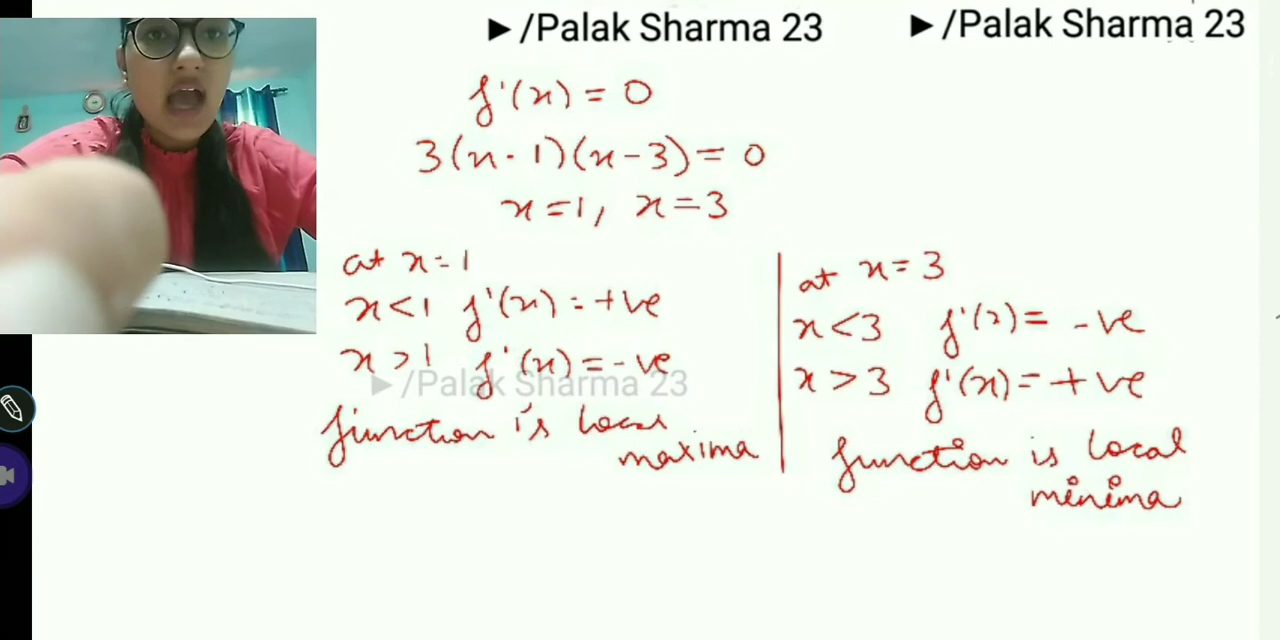 ▶/Palak Sharma 23
▶/Palak Sharma 23
f'(x) = 0
3(x-1)(x-3) = 0
x=1, x=3
at x=1
x<1 f'(x) = +ve
x>1 f'(x) = -ve
▶/Palak Sharma 23
function is local
maxima
at x=3
x<3 f'(x) = -ve
x>3 f'(x) = +ve
function is local
minima